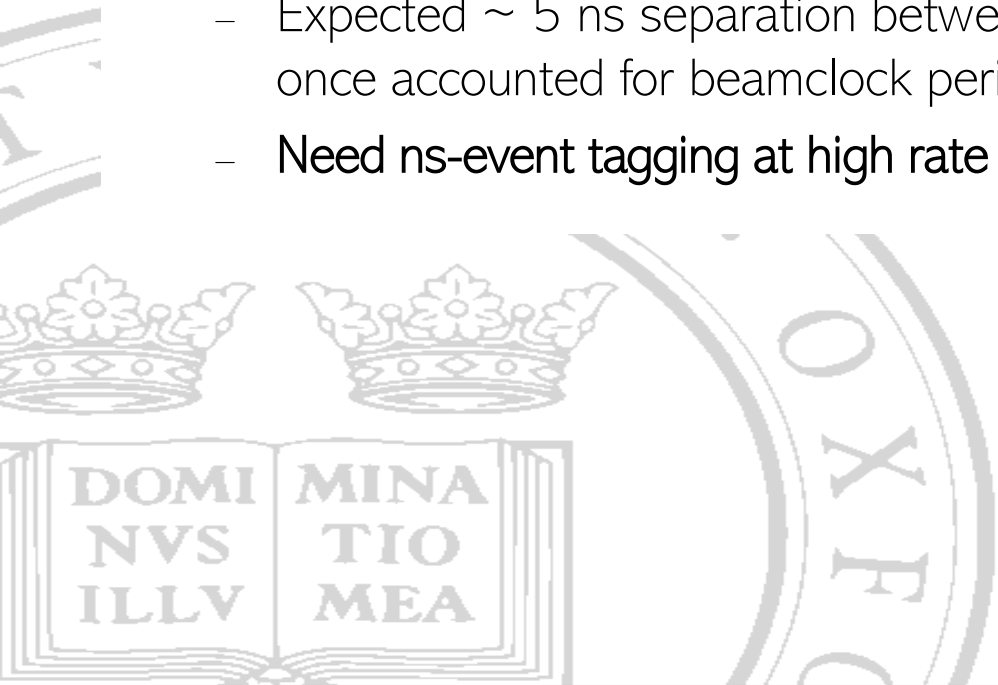 – Expected ~ 5 ns separation betwe
once accounted for beamclock peri
– Need ns-event tagging at high rate
DOMI MINA
NVS TIO
ILLV MEA
OXFO